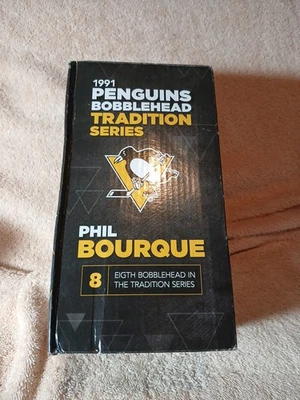 1991
PENGUINS
BOBBLEHEAD
TRADITION
SERIES
PHIL
BOURQUE
8
EIGTH BOBBLEHEAD IN
THE TRADITION SERIES